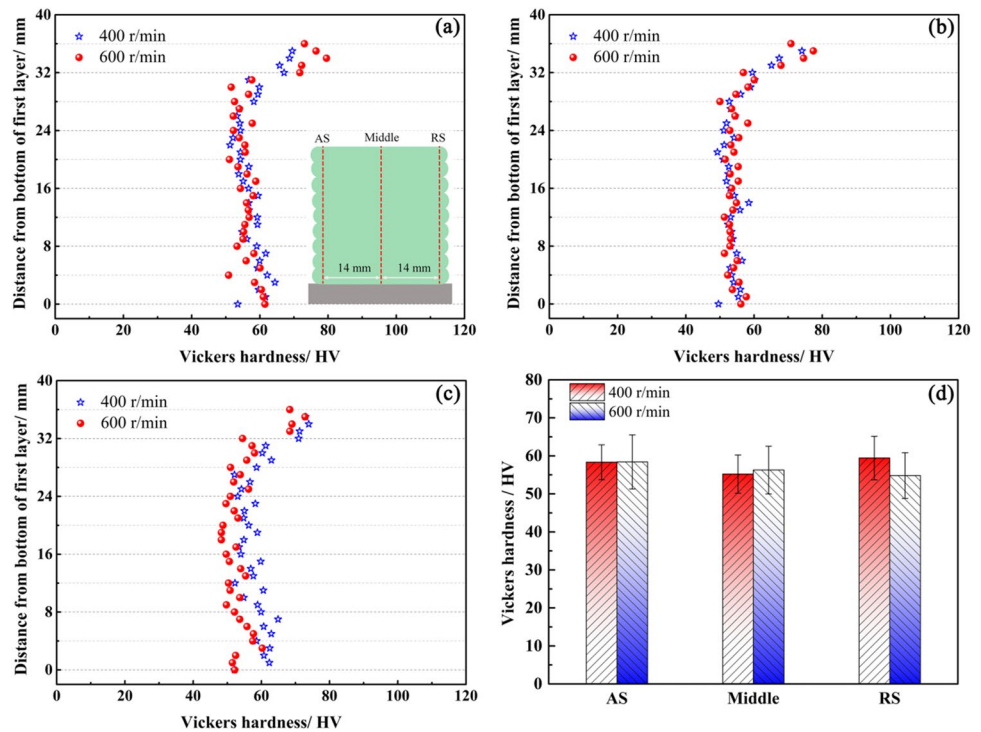 (a)
400 r/min
600 r/min
AS
Middle
RS
14 mm
14 mm
Distance from bottom of first layer/ mm
40
32
24
16
8
0
0
20
40
60
80
100
120
Vickers hardness/ HV
(b)
400 r/min
600 r/min
Distance from bottom of first layer/ mm
40
32
24
16
8
0
0
20
40
60
80
100
120
Vickers hardness/ HV
(c)
400 r/min
600 r/min
Distance from bottom of first layer/ mm
40
32
24
16
8
0
0
20
40
60
80
100
120
Vickers hardness/ HV
(d)
400 r/min
600 r/min
Vickers hardness / HV
80
70
60
50
40
30
20
10
0
AS
Middle
RS